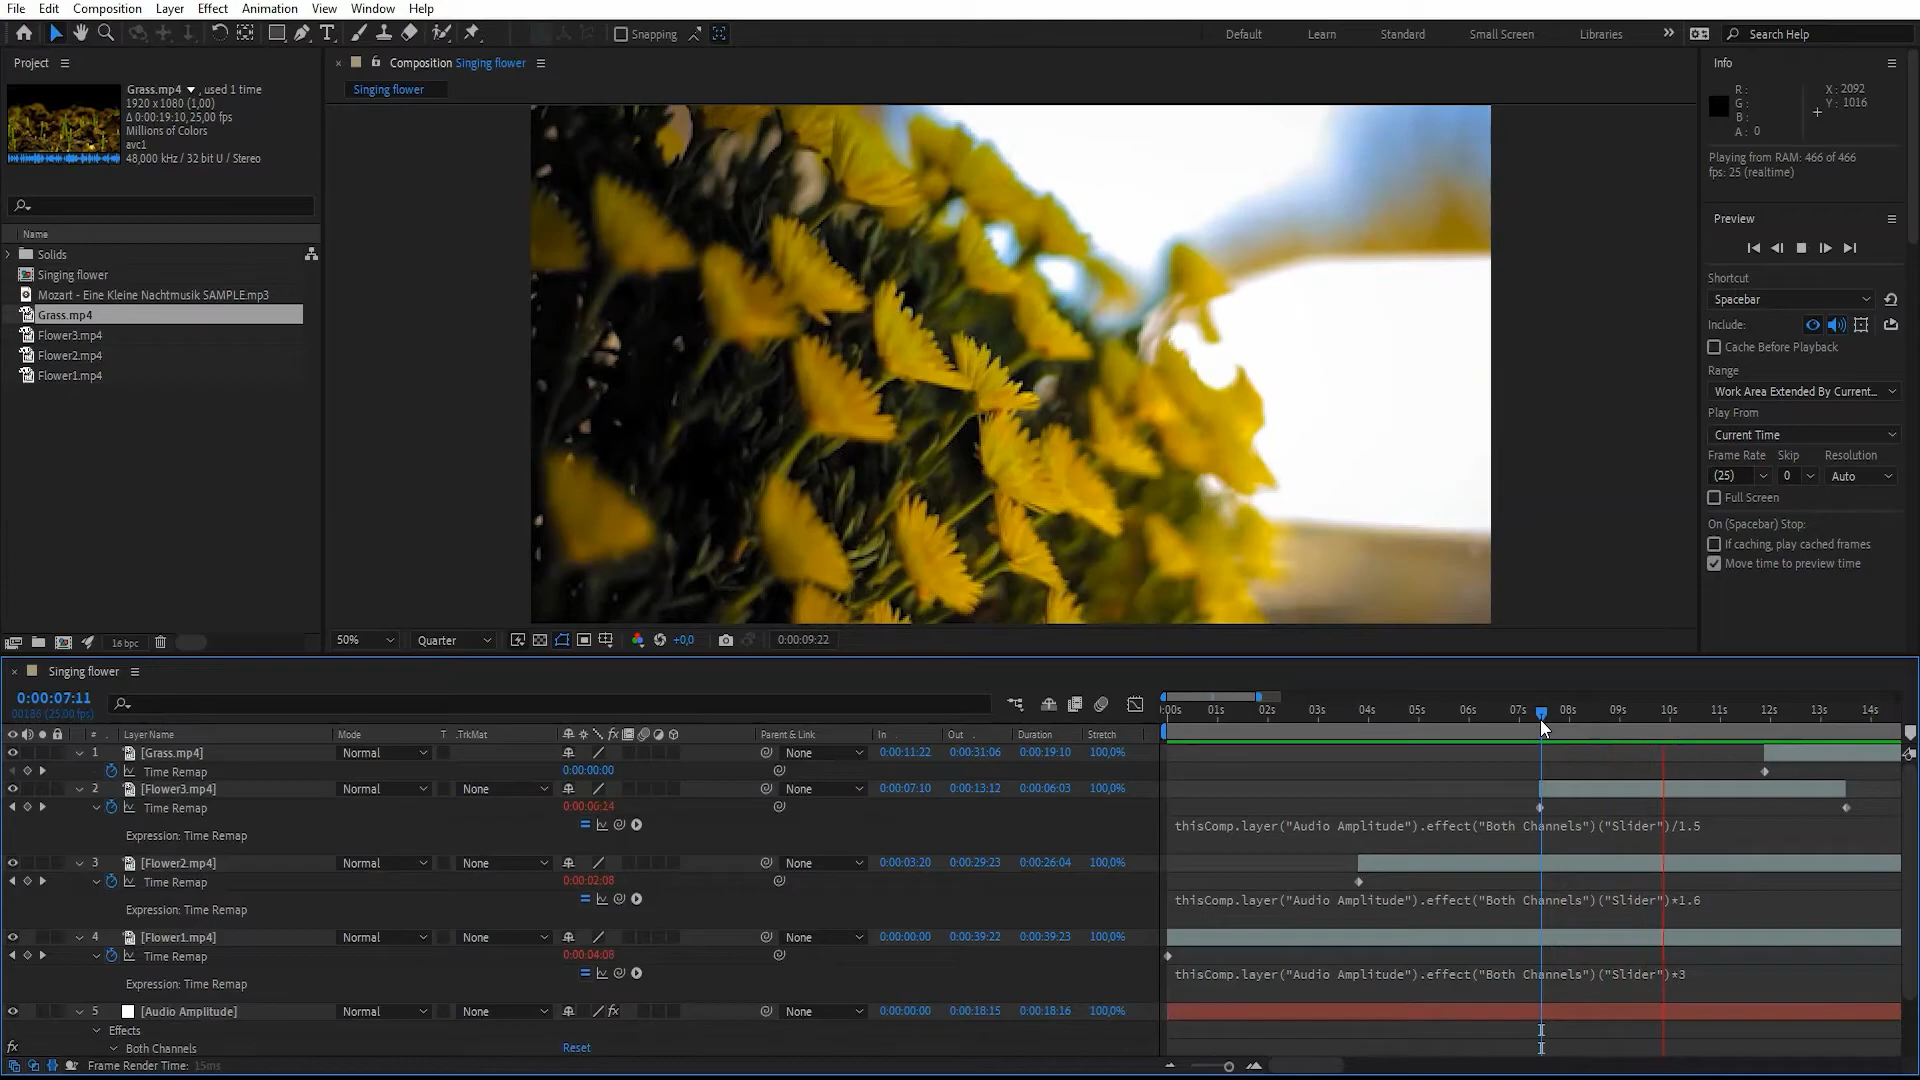 File Edit Composition Layer Effect Animation View Window Help
Snapping
Default Learn Standard Small Screen Libraries Search Help
Project
Grass.mp4 , used 1 time
1920 x 1080 (1,00)
Δ 0:00:19:10, 25,00 fps
Millions of Colors
avc1
48,000 kHz / 32 bit U / Stereo
Name
Solids
Singing flower
Mozart - Eine Kleine Nachtmusik SAMPLE.mp3
Grass.mp4
Flower3.mp4
Flower2.mp4
Flower1.mp4
16 bpc
Composition Singing flower
Singing flower
50% Quarter +0,0 0:00:09:22
Info
R :
G :
B :
A : 0
X : 2092
Y : 1016
Playing from RAM: 466 of 466
fps: 25 (realtime)
Preview
Shortcut
Spacebar
Include:
Cache Before Playback
Range
Work Area Extended By Current...
Play From
Current Time
Frame Rate Skip Resolution
(25) 0 Auto
Full Screen
On (Spacebar) Stop:
If caching, play cached frames
Move time to preview time
Singing flower
0:00:07:11
00186 (25.00 fps)
:00s 01s 02s 03s 04s 05s 06s 07s 08s 09s 10s 11s 12s 13s 14s
# Layer Name Mode T .TrkMat Parent & Link In Out Duration Stretch
1 [Grass.mp4] Normal None 0:00:11:22 0:00:31:06 0:00:19:10 100,0%
Time Remap 0:00:00:00
2 [Flower3.mp4] Normal None None 0:00:07:10 0:00:13:12 0:00:06:03 100,0%
Time Remap 0:00:06:24
Expression: Time Remap
thisComp.layer("Audio Amplitude").effect("Both Channels")("Slider")/1.5
3 [Flower2.mp4] Normal None None 0:00:03:20 0:00:29:23 0:00:26:04 100,0%
Time Remap 0:00:02:08
Expression: Time Remap
thisComp.layer("Audio Amplitude").effect("Both Channels")("Slider")*1.6
4 [Flower1.mp4] Normal None None 0:00:00:00 0:00:39:22 0:00:39:23 100,0%
Time Remap 0:00:04:08
Expression: Time Remap
thisComp.layer("Audio Amplitude").effect("Both Channels")("Slider")*3
5 [Audio Amplitude] Normal None None 0:00:00:00 0:00:18:15 0:00:18:16 100,0%
Effects
fx Both Channels Reset
Frame Render Time: 15ms